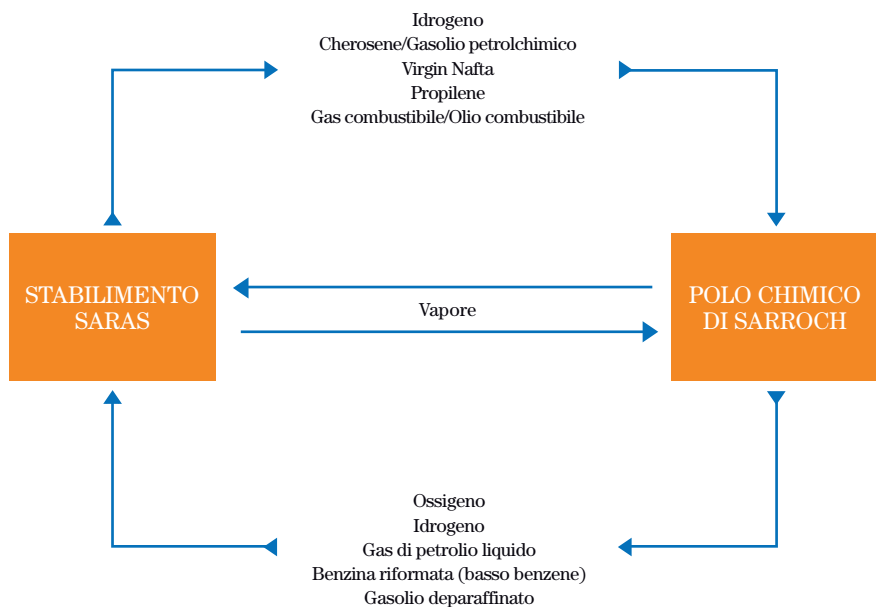 Idrogeno
Cherosene/Gasolio petrolchimico
Virgin Nafta
Propilene
Gas combustibile/Olio combustibile
STABILIMENTO
SARAS
Vapore
POLO CHIMICO
DI SARROCH
Ossigeno
Idrogeno
Gas di petrolio liquido
Benzina riformata (basso benzene)
Gasolio deparaffinato